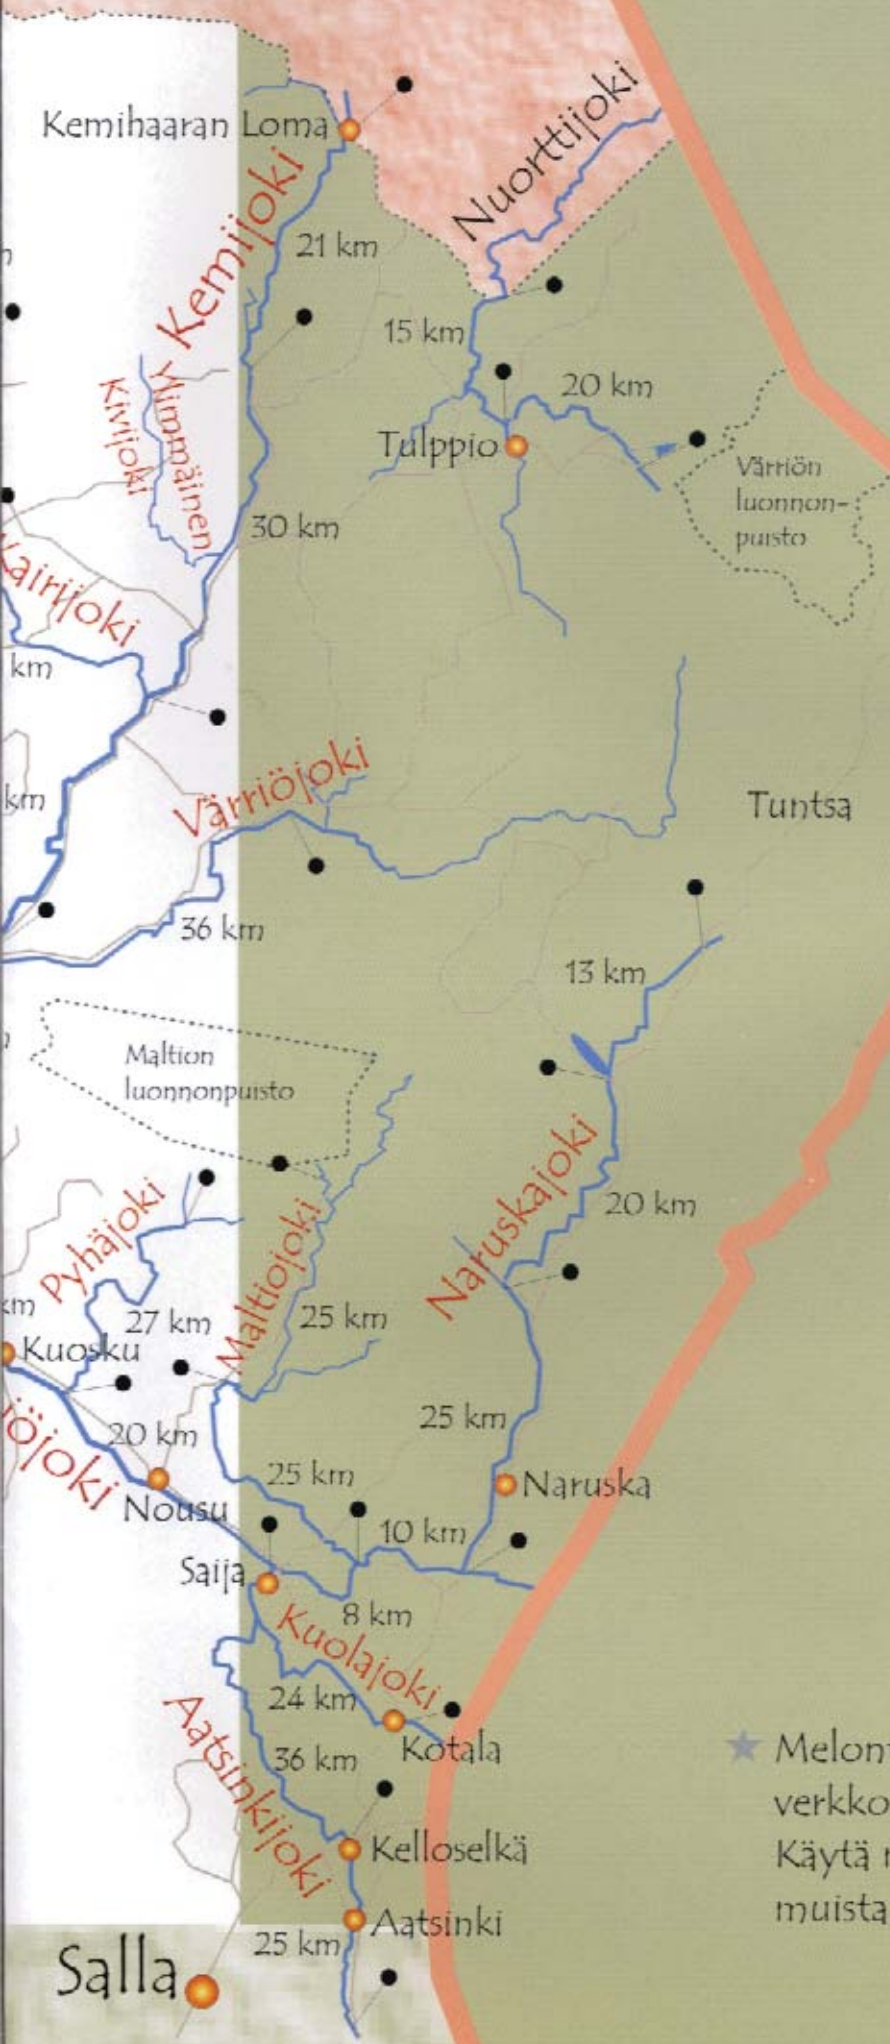 Kemihaaran Loma
Nuorttijoki
Kemijoki
21 km
15 km
20 km
Ylimmäinen
Kivijoki
Tulppio
Värriön
luonnon-
puisto
30 km
Kairijoki
km
Värriöjoki
km
Tuntsa
36 km
13 km
Maltion
luonnonpuisto
Pyhäjoki
Maltiojoki
Naruskajoki
20 km
km
27 km
25 km
Kuosku
20 km
25 km
öjoki
25 km
Naruska
Nousu
10 km
Saija
8 km
Kuolajoki
24 km
Kotala
Aatsinkijoki
36 km
Melon
verkko
Käytä
muista
Kelloselkä
Aatsinki
25 km
Salla